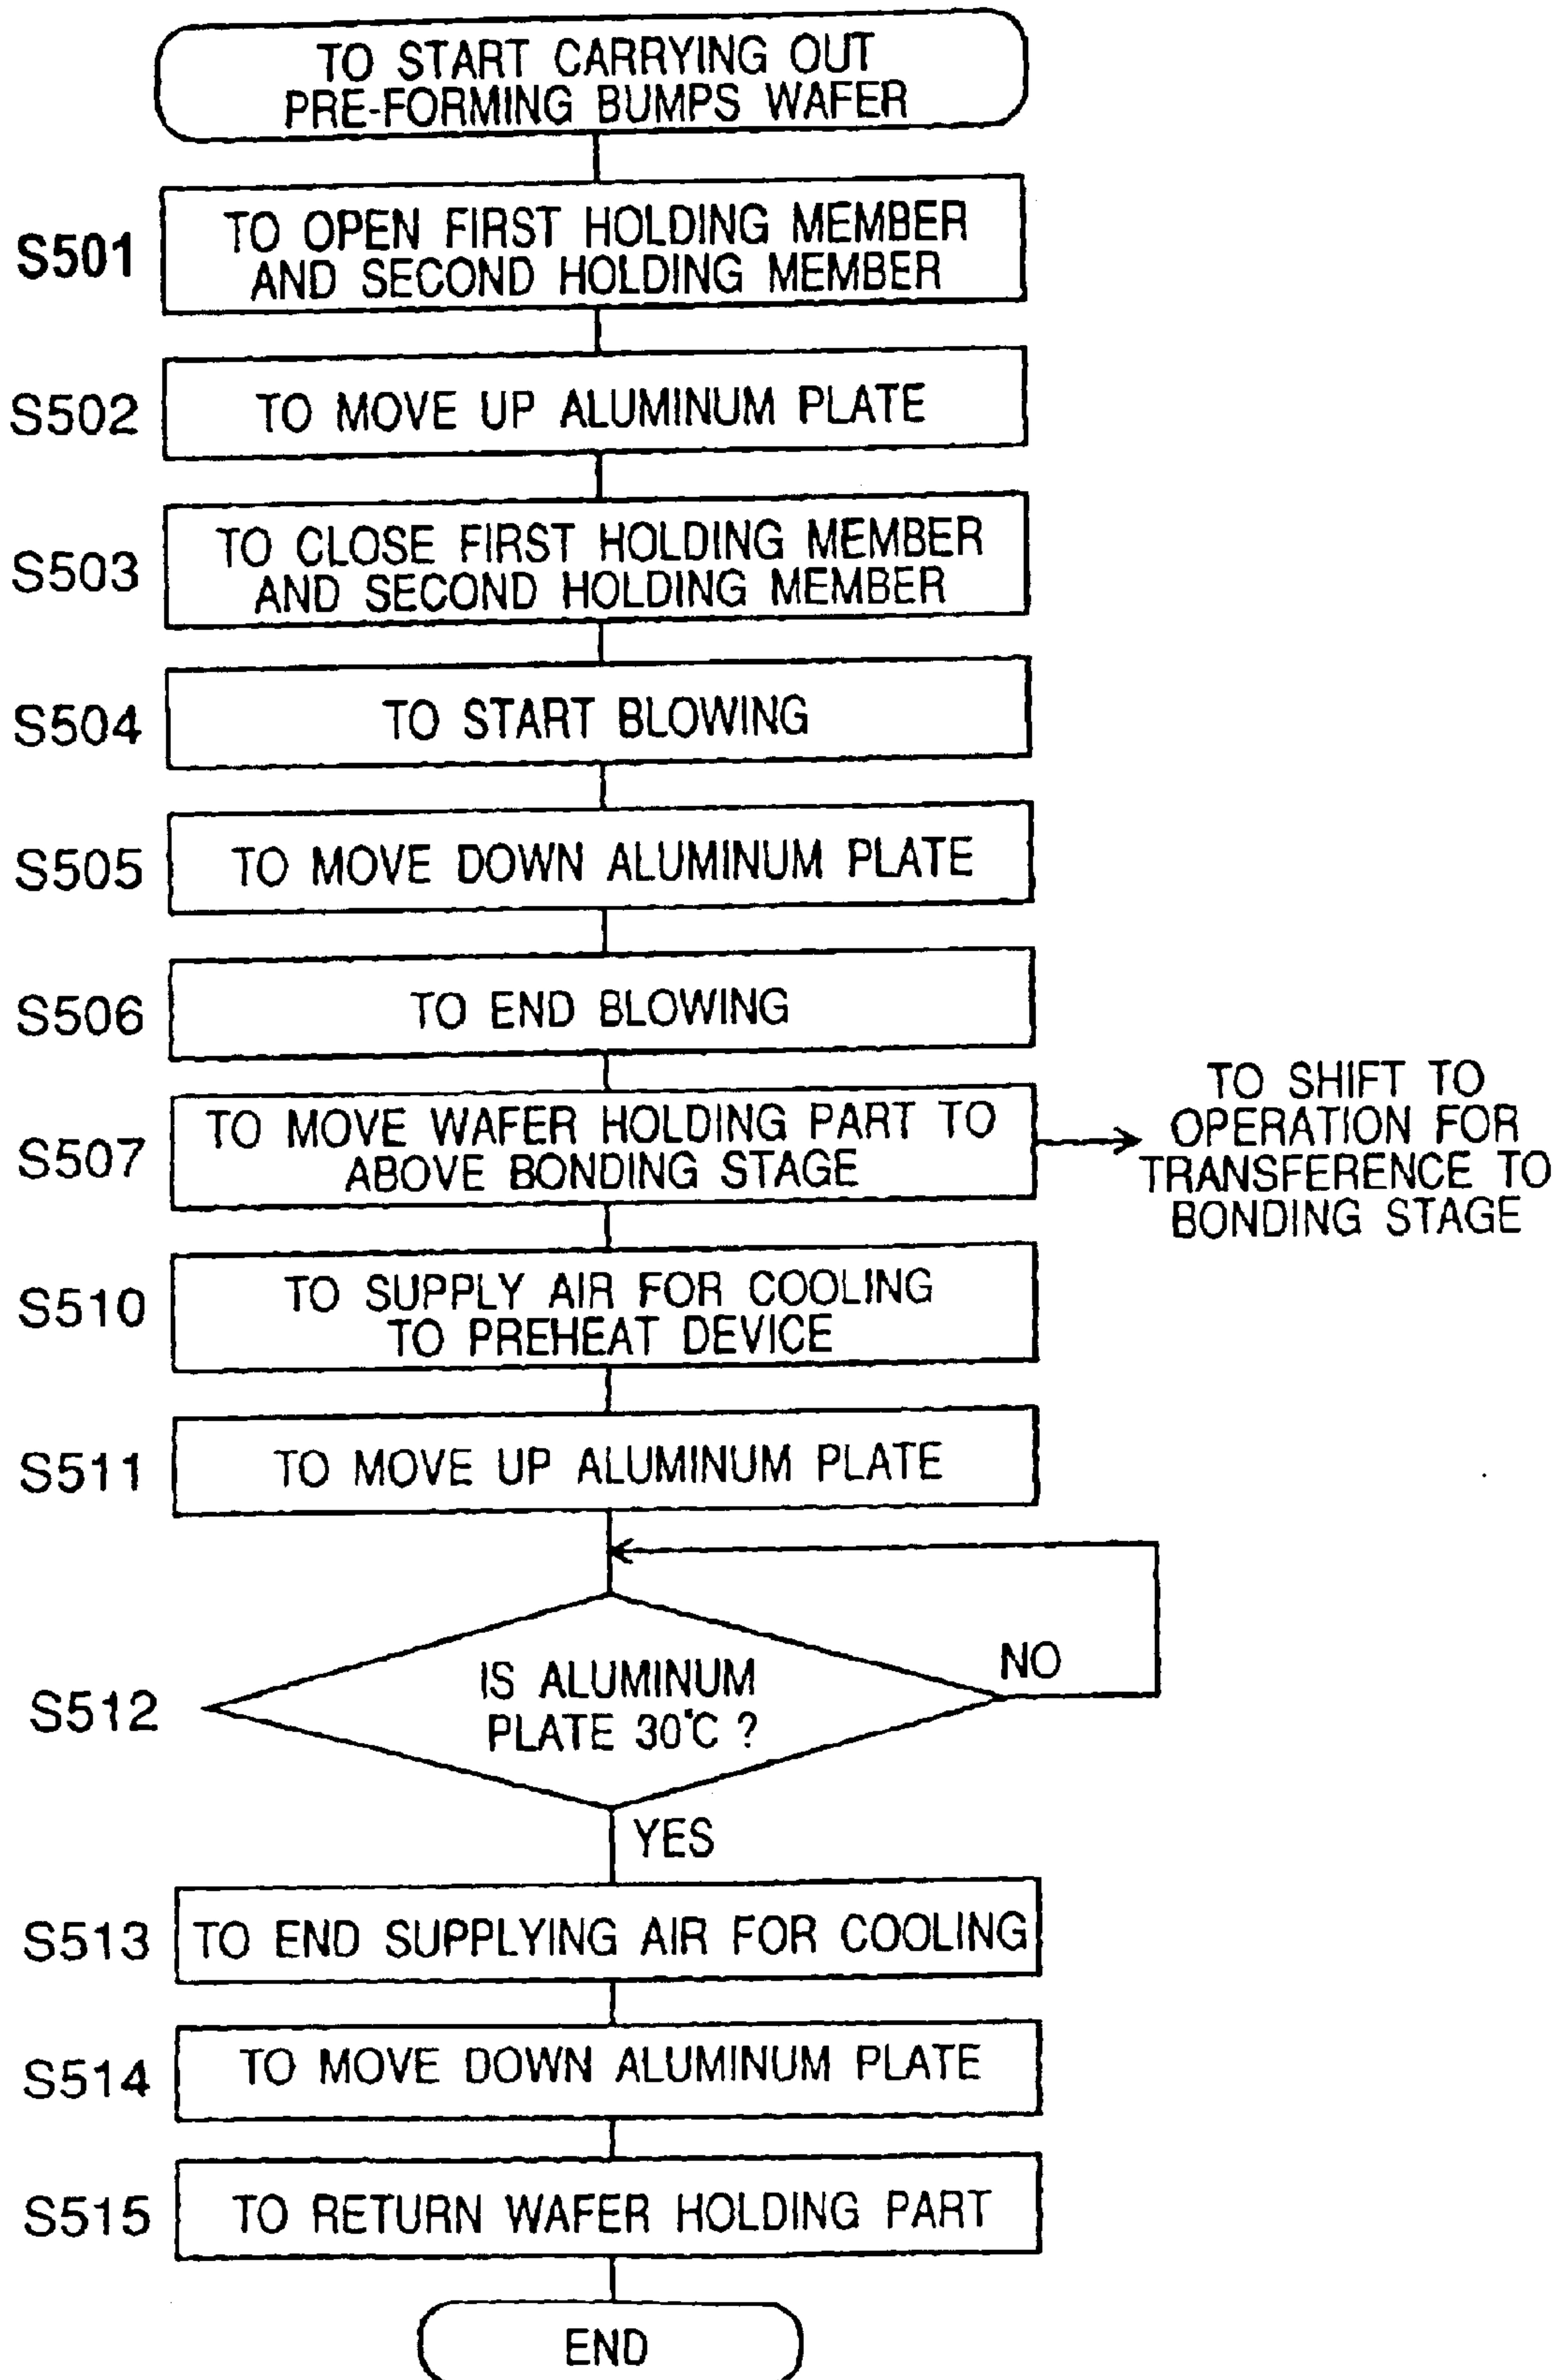 TO START CARRYING OUT
PRE-FORMING BUMPS WAFER
S501
TO OPEN FIRST HOLDING MEMBER
AND SECOND HOLDING MEMBER
S502
TO MOVE UP ALUMINUM PLATE
S503
TO CLOSE FIRST HOLDING MEMBER
AND SECOND HOLDING MEMBER
S504
TO START BLOWING
S505
TO MOVE DOWN ALUMINUM PLATE
S506
TO END BLOWING
S507
TO MOVE WAFER HOLDING PART TO
ABOVE BONDING STAGE
TO SHIFT TO
OPERATION FOR
TRANSFERENCE TO
BONDING STAGE
S510
TO SUPPLY AIR FOR COOLING
TO PREHEAT DEVICE
S511
TO MOVE UP ALUMINUM PLATE
S512
IS ALUMINUM
PLATE 30°C ?
NO
YES
S513
TO END SUPPLYING AIR FOR COOLING
S514
TO MOVE DOWN ALUMINUM PLATE
S515
TO RETURN WAFER HOLDING PART
END